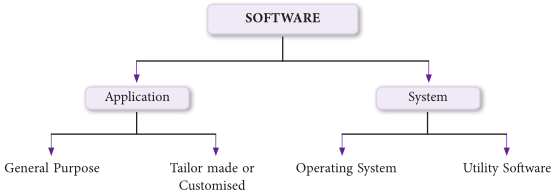 SOFTWARE
Application
System
General Purpose
Tailor made or
Customised
Operating System
Utility Software